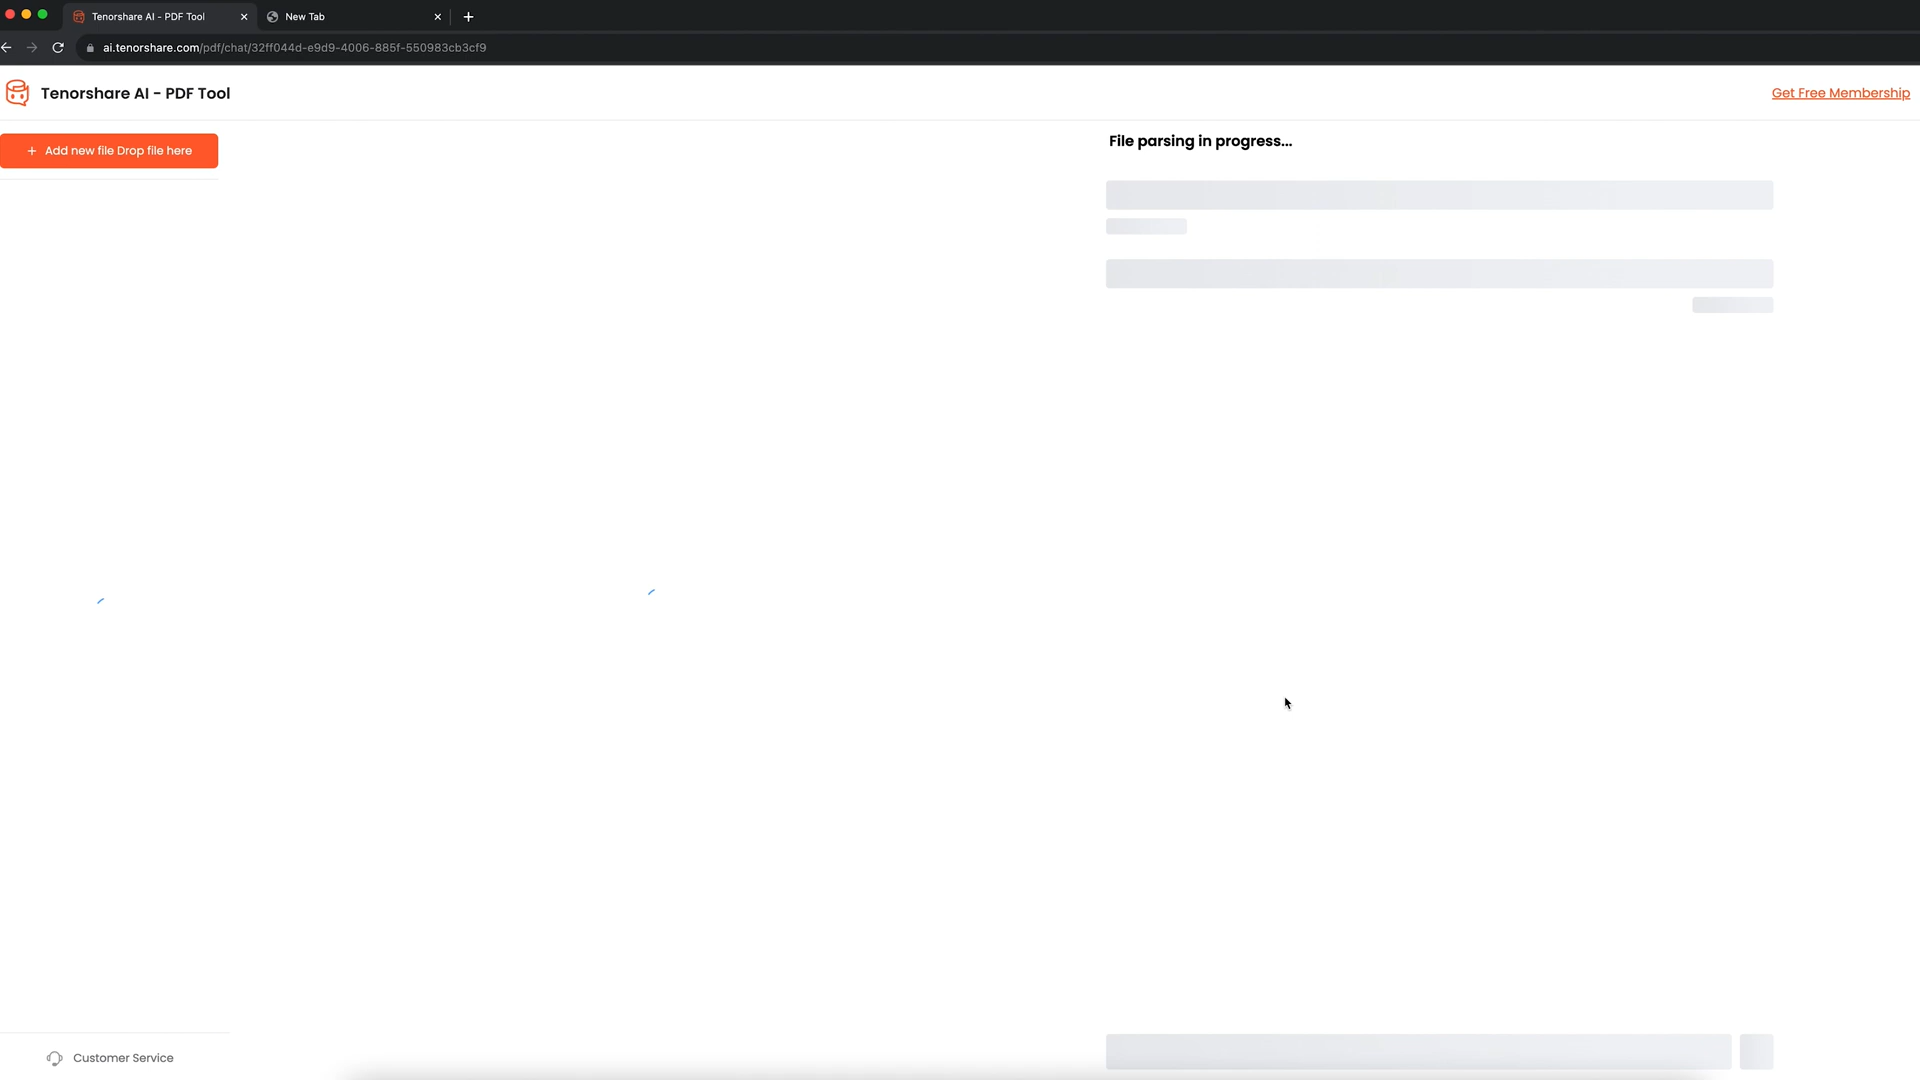 Tenorshare AI - PDF Tool
New Tab
ai.tenorshare.com/pdf/chat/32ff044d-e9d9-4006-885f-550983cb3cf9
Tenorshare AI - PDF Tool
Get Free Membership
+ Add new file Drop file here
File parsing in progress...
Customer Service